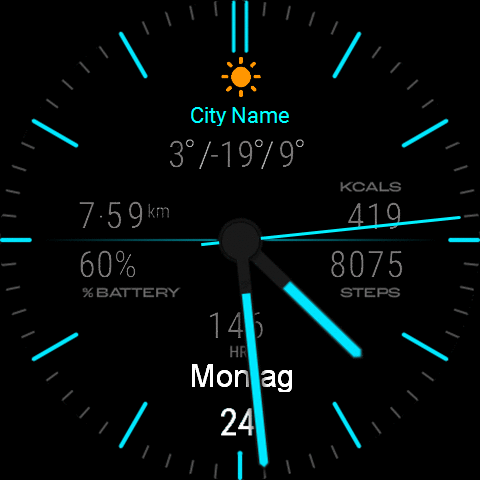 City Name
3°/-19°/9°
KCALS
7.59 km
419
60%
8075
% BATTERY
STEPS
146
HR
Montag
24